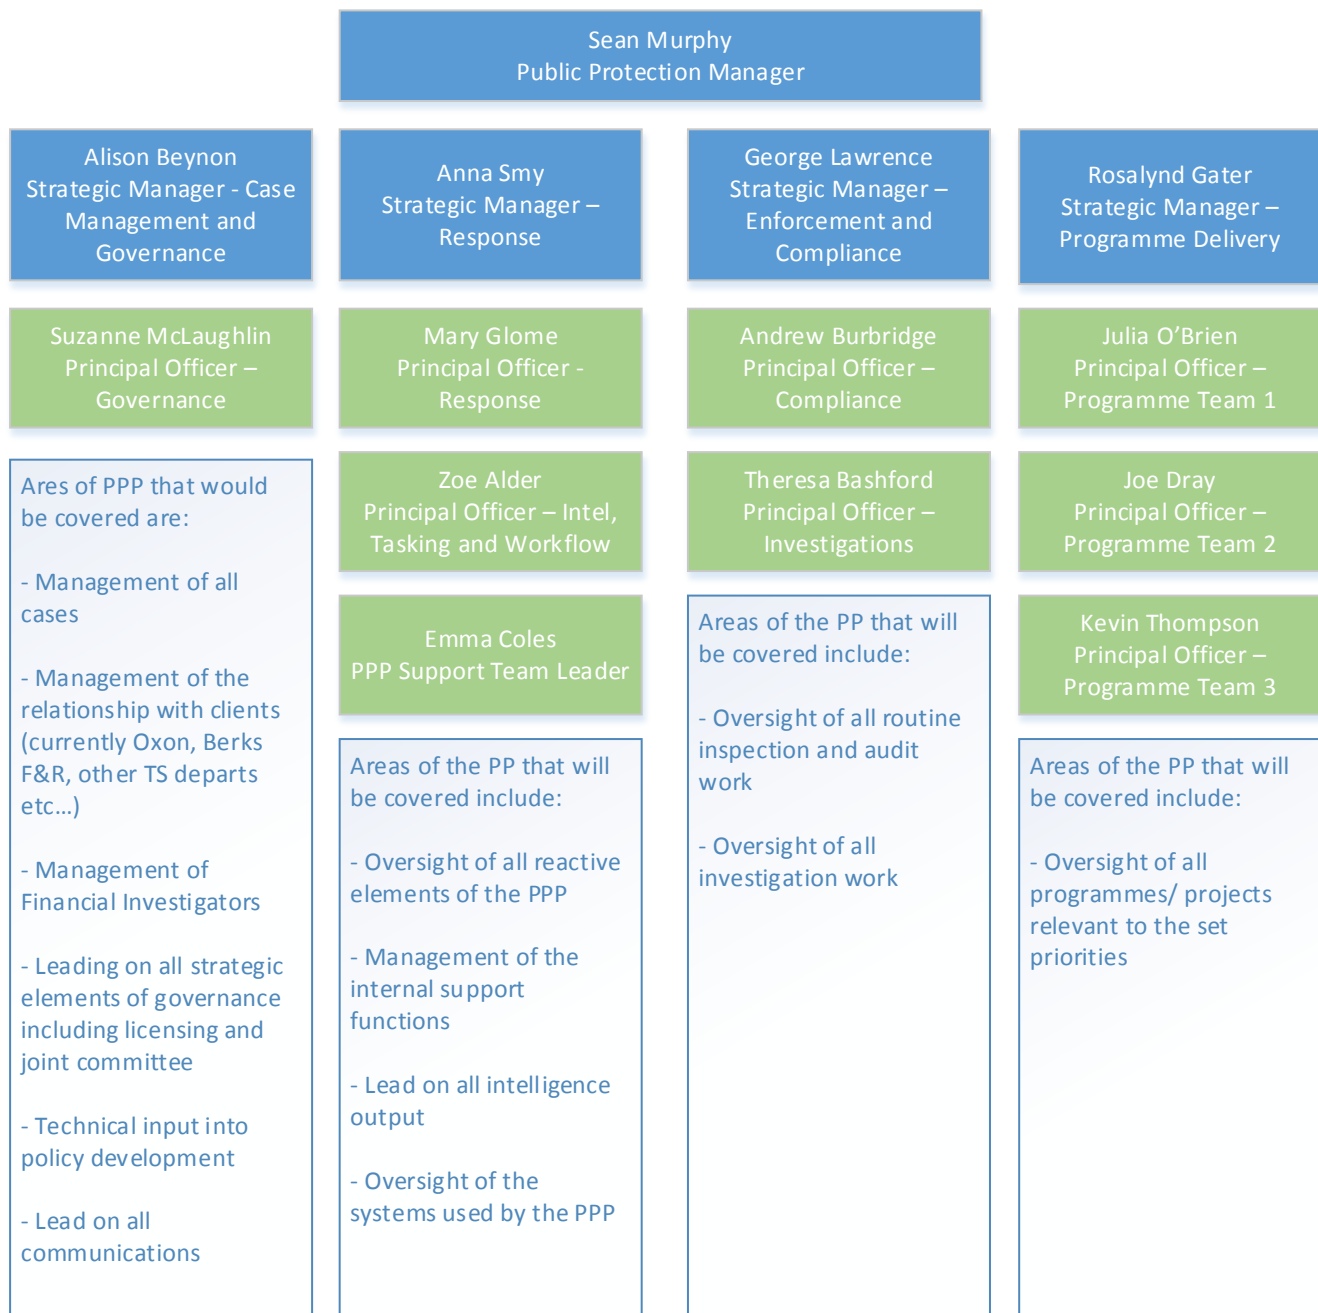 Sean Murphy
Public Protection Manager
Alison Beynon
Strategic Manager - Case
Management and
Governance
Anna Smy
Strategic Manager –
Response
George Lawrence
Strategic Manager –
Enforcement and
Compliance
Rosalynd Gater
Strategic Manager –
Programme Delivery
Suzanne McLaughlin
Principal Officer –
Governance
Mary Glome
Principal Officer -
Response
Andrew Burbridge
Principal Officer –
Compliance
Julia O’Brien
Principal Officer –
Programme Team 1
Ares of PPP that would
be covered are:
- Management of all
cases
- Management of the
relationship with clients
(currently Oxon, Berks
F&R, other TS departs
etc…)
- Management of
Financial Investigators
- Leading on all strategic
elements of governance
including licensing and
joint committee
- Technical input into
policy development
- Lead on all
communications
Zoe Alder
Principal Officer – Intel,
Tasking and Workflow
Emma Coles
PPP Support Team Leader
Areas of the PP that will
be covered include:
- Oversight of all reactive
elements of the PPP
- Management of the
internal support
functions
- Lead on all intelligence
output
- Oversight of the
systems used by the PPP
Theresa Bashford
Principal Officer –
Investigations
Areas of the PP that will
be covered include:
- Oversight of all routine
inspection and audit
work
- Oversight of all
investigation work
Joe Dray
Principal Officer –
Programme Team 2
Kevin Thompson
Principal Officer –
Programme Team 3
Areas of the PP that will
be covered include:
- Oversight of all
programmes/ projects
relevant to the set
priorities